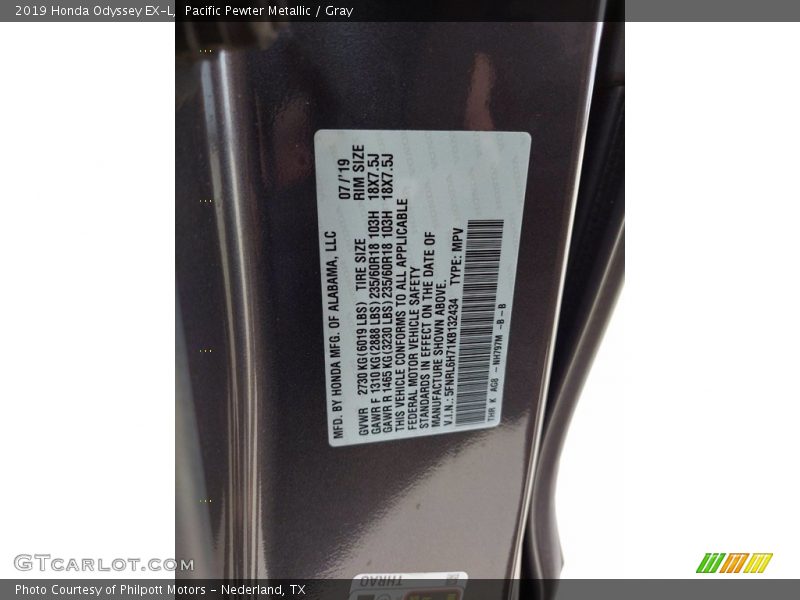 2019 Honda Odyssey EX-L, Pacific Pewter Metallic / Gray
MFD. BY HONDA MFG. OF ALABAMA, LLC 07/'19
GVWR 2730 KG(6019 LBS) TIRE SIZE RIM SIZE
GAWR F 1310 KG(2888 LBS)235/60R18 103H 18X7.5J
GAWR R 1465 KG(3230 LBS)235/60R18 103H 18X7.5J
THIS VEHICLE CONFORMS TO ALL APPLICABLE
FEDERAL MOTOR VEHICLE SAFETY
STANDARDS IN EFFECT ON THE DATE OF
MANUFACTURE SHOWN ABOVE.
V.I.N.: 5FNRL6H71KB132434 TYPE: MPV
THR K AG8 - NH797M - B - B
THRA0
GTcarlot.com
Photo Courtesy of Philpott Motors - Nederland, TX